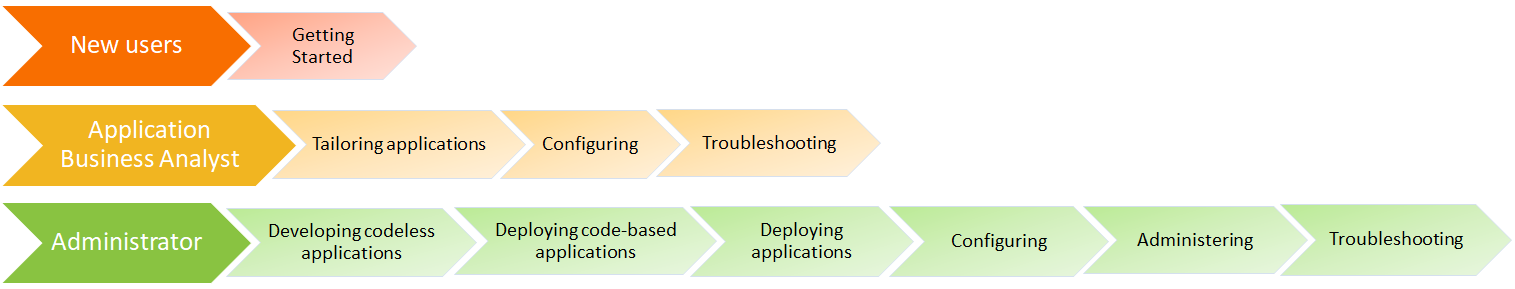 New users
Getting
Started
Application
Business Analyst
Tailoring applications
Configuring
Troubleshooting
Administrator
Developing codeless
applications
Deploying code-based
applications
Deploying
applications
Configuring
Administering
Troubleshooting